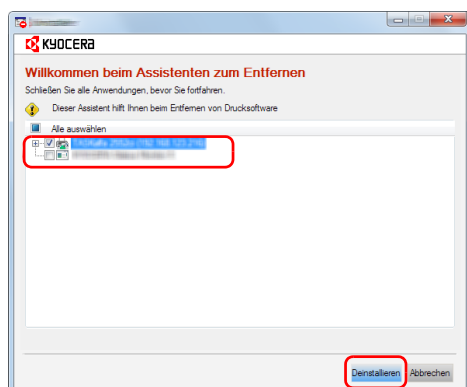 KYOCERA
Willkommen beim Assistenten zum Entfernen
Schließen Sie alle Anwendungen, bevor Sie fortfahren.
Dieser Assistent hilft Ihnen beim Entfernen von Drucksoftware
Alle auswählen
Deinstallieren Abbrechen